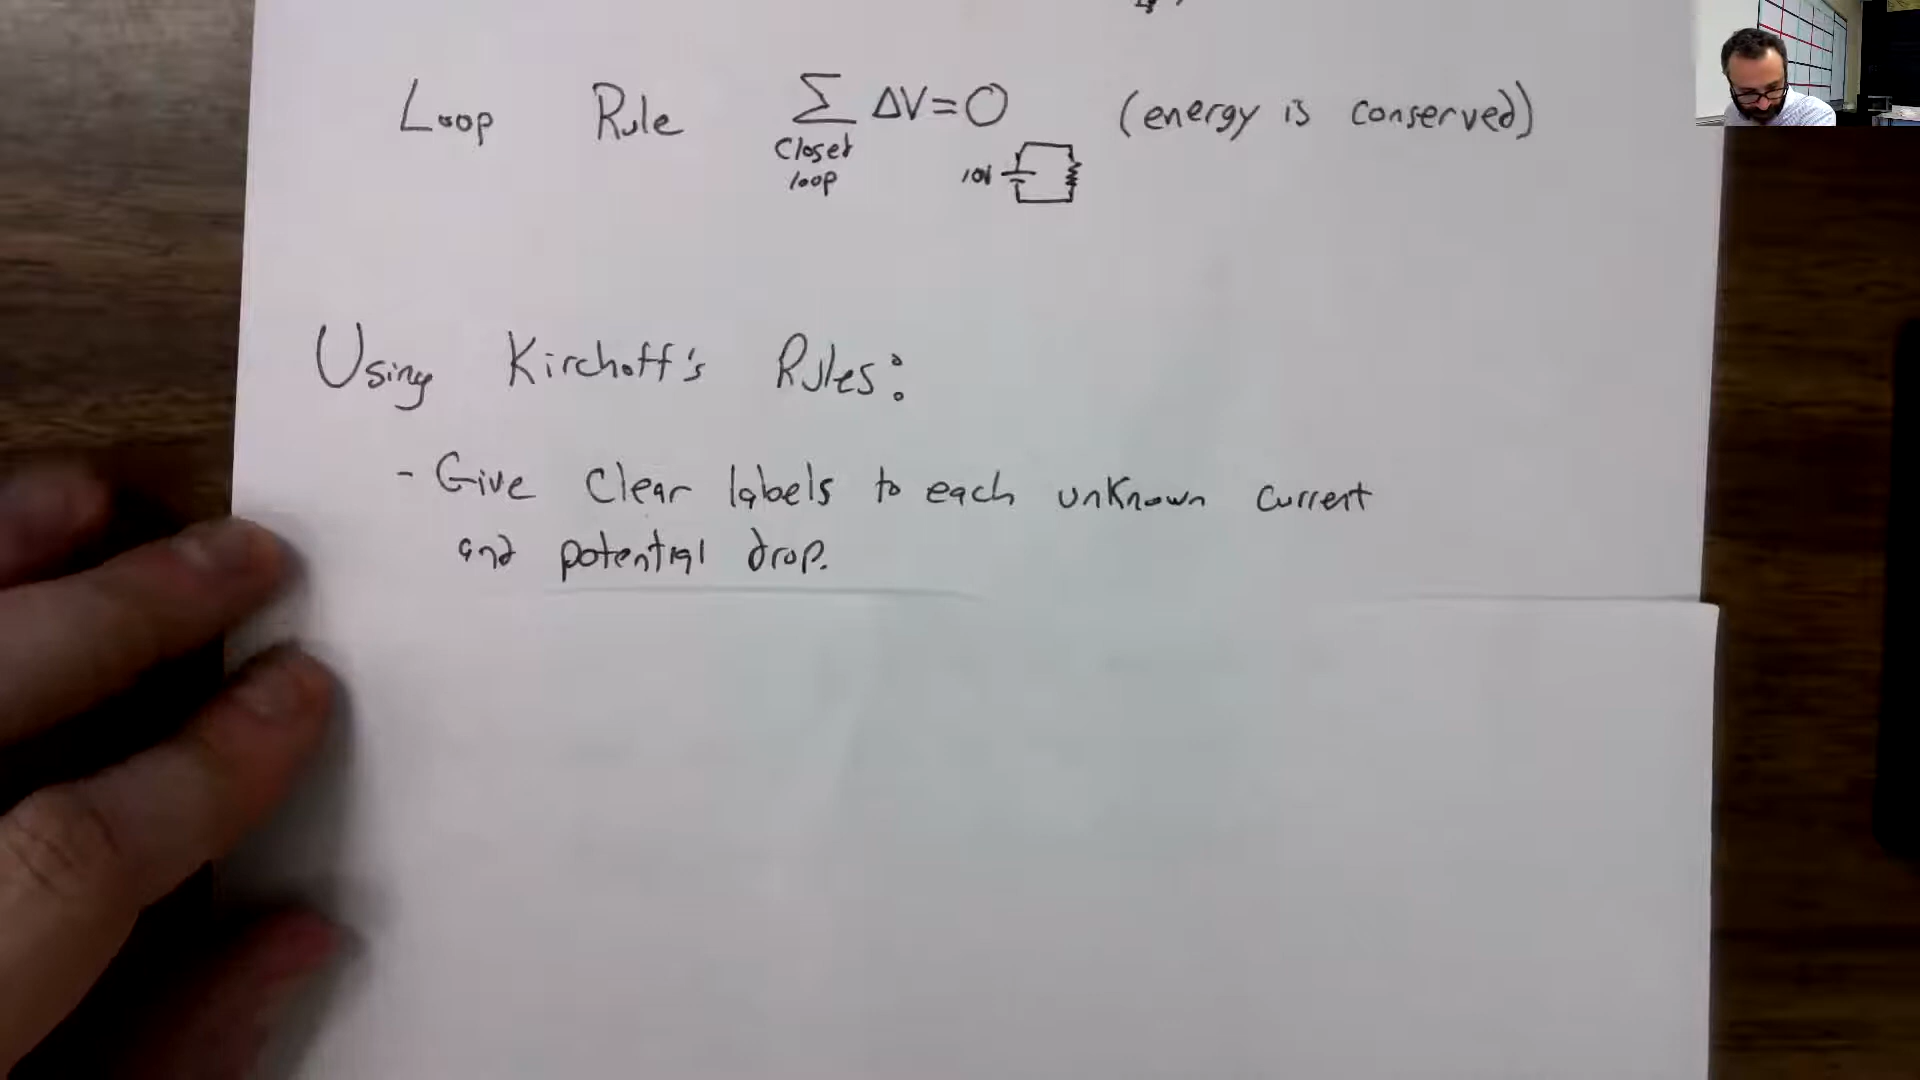 Loop Rule ∑ ΔV=0 (energy is conserved)
Closed
loop
10V
Using Kirchoff's Rules:
- Give Clear labels to each unknown current
and potential drop.